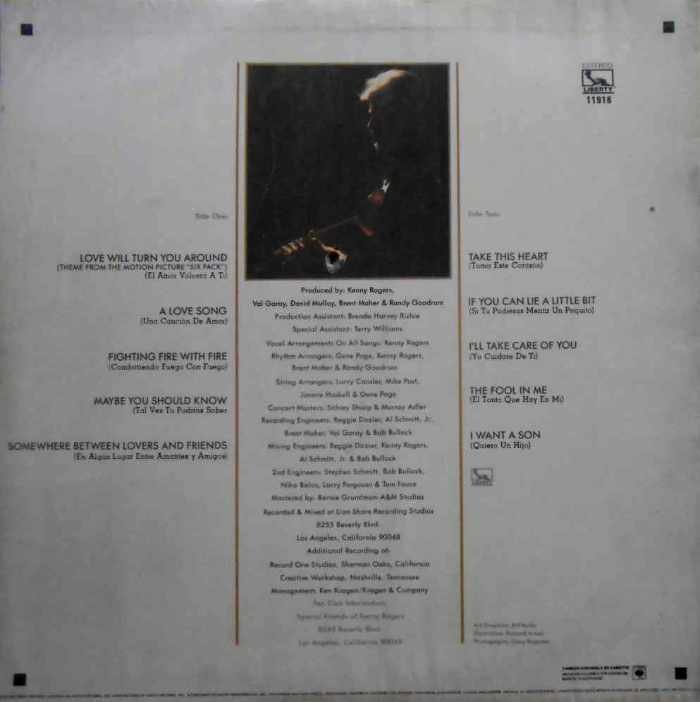 ESTEREO
LIBERTY
11918
Side One
LOVE WILL TURN YOU AROUND
(THEME FROM THE MOTION PICTURE "SIX PACK")
(El Amor Volverá A Ti)
A LOVE SONG
(Una Canción De Amor)
FIGHTING FIRE WITH FIRE
(Combatiendo Fuego Con Fuego)
MAYBE YOU SHOULD KNOW
(Tal Vez Tu Podrías Saber
SOMEWHERE BETWEEN LOVERS AND FRIENDS
(En Algún Lugar Entre Amantes y Amigos)
Produced by: Kenny Rogers,
Val Garay, David Malloy, Brent Maher & Randy Goodrum
Production Assistant: Brenda Harvey Richie
Special Assistant: Terry Williams
Vocal Arrangements On All Songs: Kenny Rogers
Rhythm Arrangers: Gene Page, Kenny Rogers,
Brent Maher & Randy Goodrum
String Arrangers: Larry Cansler, Mike Post,
Jimmie Haskell & Gene Page
Concert Masters: Sidney Sharp & Murray Adler
Recording Engineers: Reggie Dozier, Al Schmitt, Jr.
Brent Maher, Val Garay & Bob Bullock
Mixing Engineers: Reggie Dozier, Kenny Rogers,
Al Schmitt, Jr. & Bob Bullock
2nd Engineers: Stephen Schmitt, Bob Bullock,
Niko Bolas, Larry Ferguson & Tom Fouce
Mastered by: Bernie Grundman-A&M Studios
Recorded & Mixed at Lion Share Recording Studios
8255 Beverly Blvd.
Los Angeles, California 90048
Additional Recording at:
Record One Studios, Sherman Oaks, California
Creative Workshop, Nashville, Tennessee
Management: Ken Kragen/Kragen & Company
Fan Club Information:
Special Friends of Kenny Rogers
Beverly Blvd.
Los Angeles, California
Side Two
TAKE THIS HEART
(Toma Este Corazón)
IF YOU CAN LIE A LITTLE BIT
(Si Tu Pudieras Mentir Un Poquito)
I'LL TAKE CARE OF YOU
(Yo Cuidaré De Ti)
THE FOOL IN ME
(El Tonto Que Hay En Mí)
I WANT A SON
(Quiero Un Hijo)
Art Direction: Bill Burks